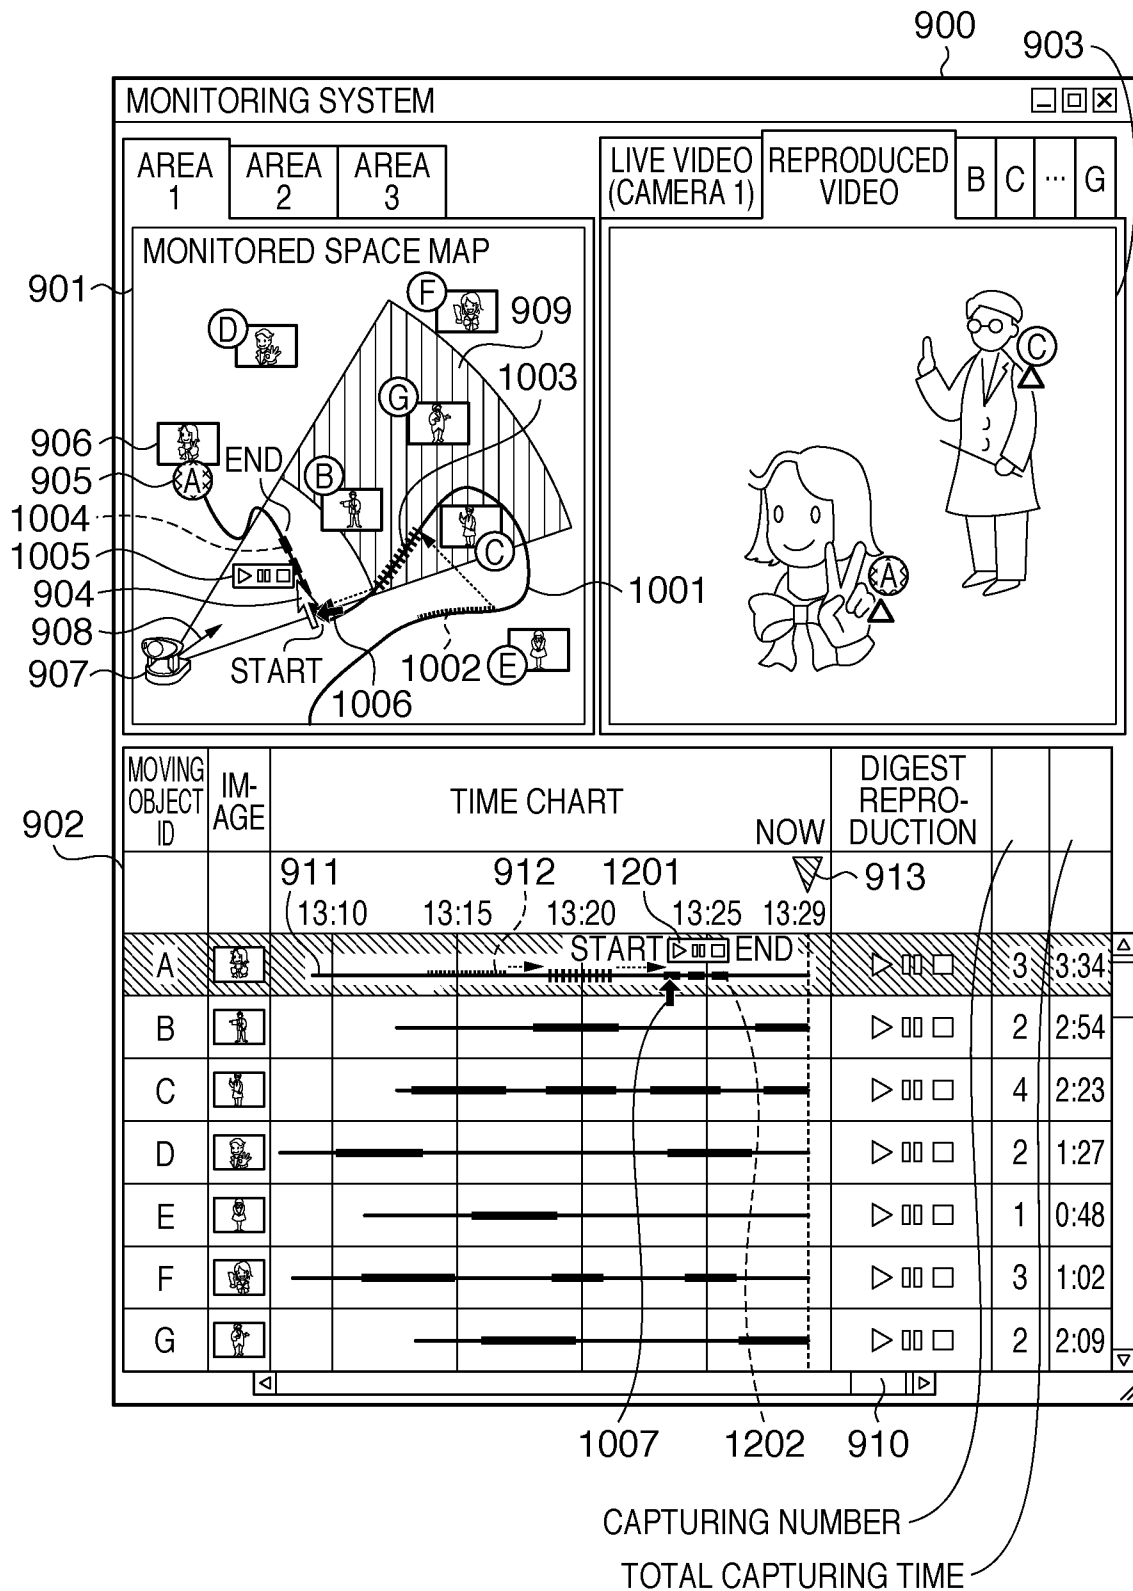 900
903
MONITORING SYSTEM
AREA 1
AREA 2
AREA 3
LIVE VIDEO (CAMERA 1)
REPRODUCED VIDEO
B
C
...
G
MONITORED SPACE MAP
901
F
D
909
1003
G
906
905
A
END
B
1004
1005
C
904
1001
908
START
1002
E
907
1006
C
A
902
MOVING OBJECT ID
IM-AGE
TIME CHART
NOW
DIGEST REPRO-DUCTION
911
912
1201
913
13:10
13:15
13:20
13:25
13:29
A
START
END
3
3:34
B
2
2:54
C
4
2:23
D
2
1:27
E
1
0:48
F
3
1:02
G
2
2:09
1007
1202
910
CAPTURING NUMBER
TOTAL CAPTURING TIME